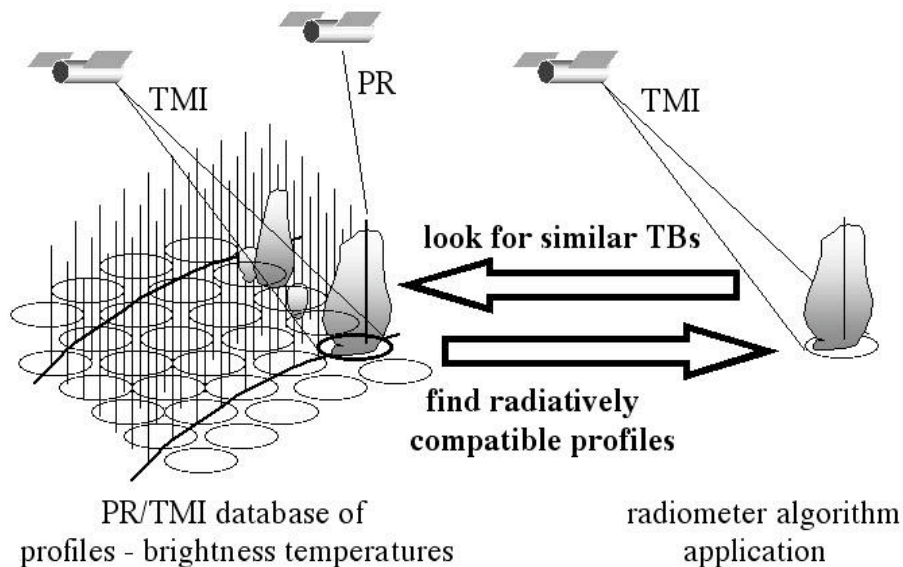 TMI
PR
TMI
look for similar TBs
find radiatively
compatible profiles
PR/TMI database of
profiles - brightness temperatures
radiometer algorithm
application